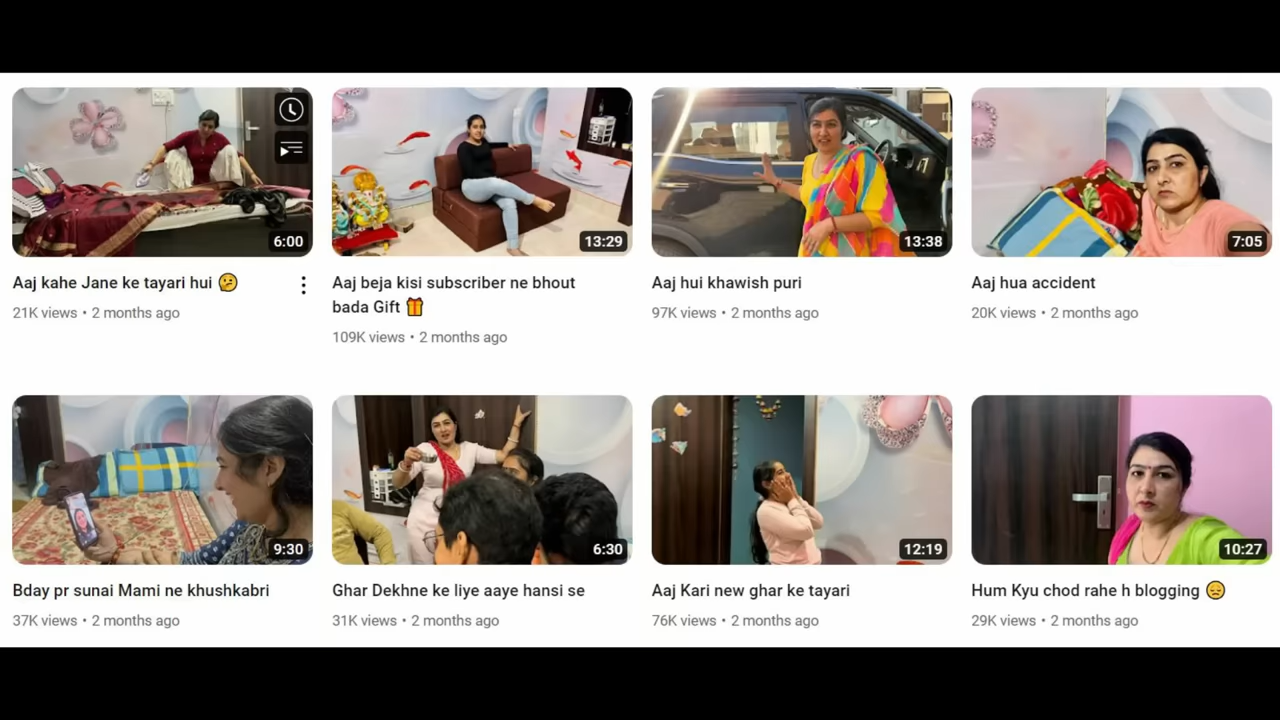 6:00
13:29
13:38
7:05
Aaj kahe Jane ke tayari hui 🫤
21K views • 2 months ago
Aaj beja kisi subscriber ne bhout
bada Gift 🎁
109K views • 2 months ago
Aaj hui khawish puri
97K views • 2 months ago
Aaj hua accident
20K views • 2 months ago
9:30
6:30
12:19
10:27
Bday pr sunai Mami ne khushkabri
37K views • 2 months ago
Ghar Dekhne ke liye aaye hansi se
31K views • 2 months ago
Aaj Kari new ghar ke tayari
76K views • 2 months ago
Hum Kyu chod rahe h blogging 😔
29K views • 2 months ago